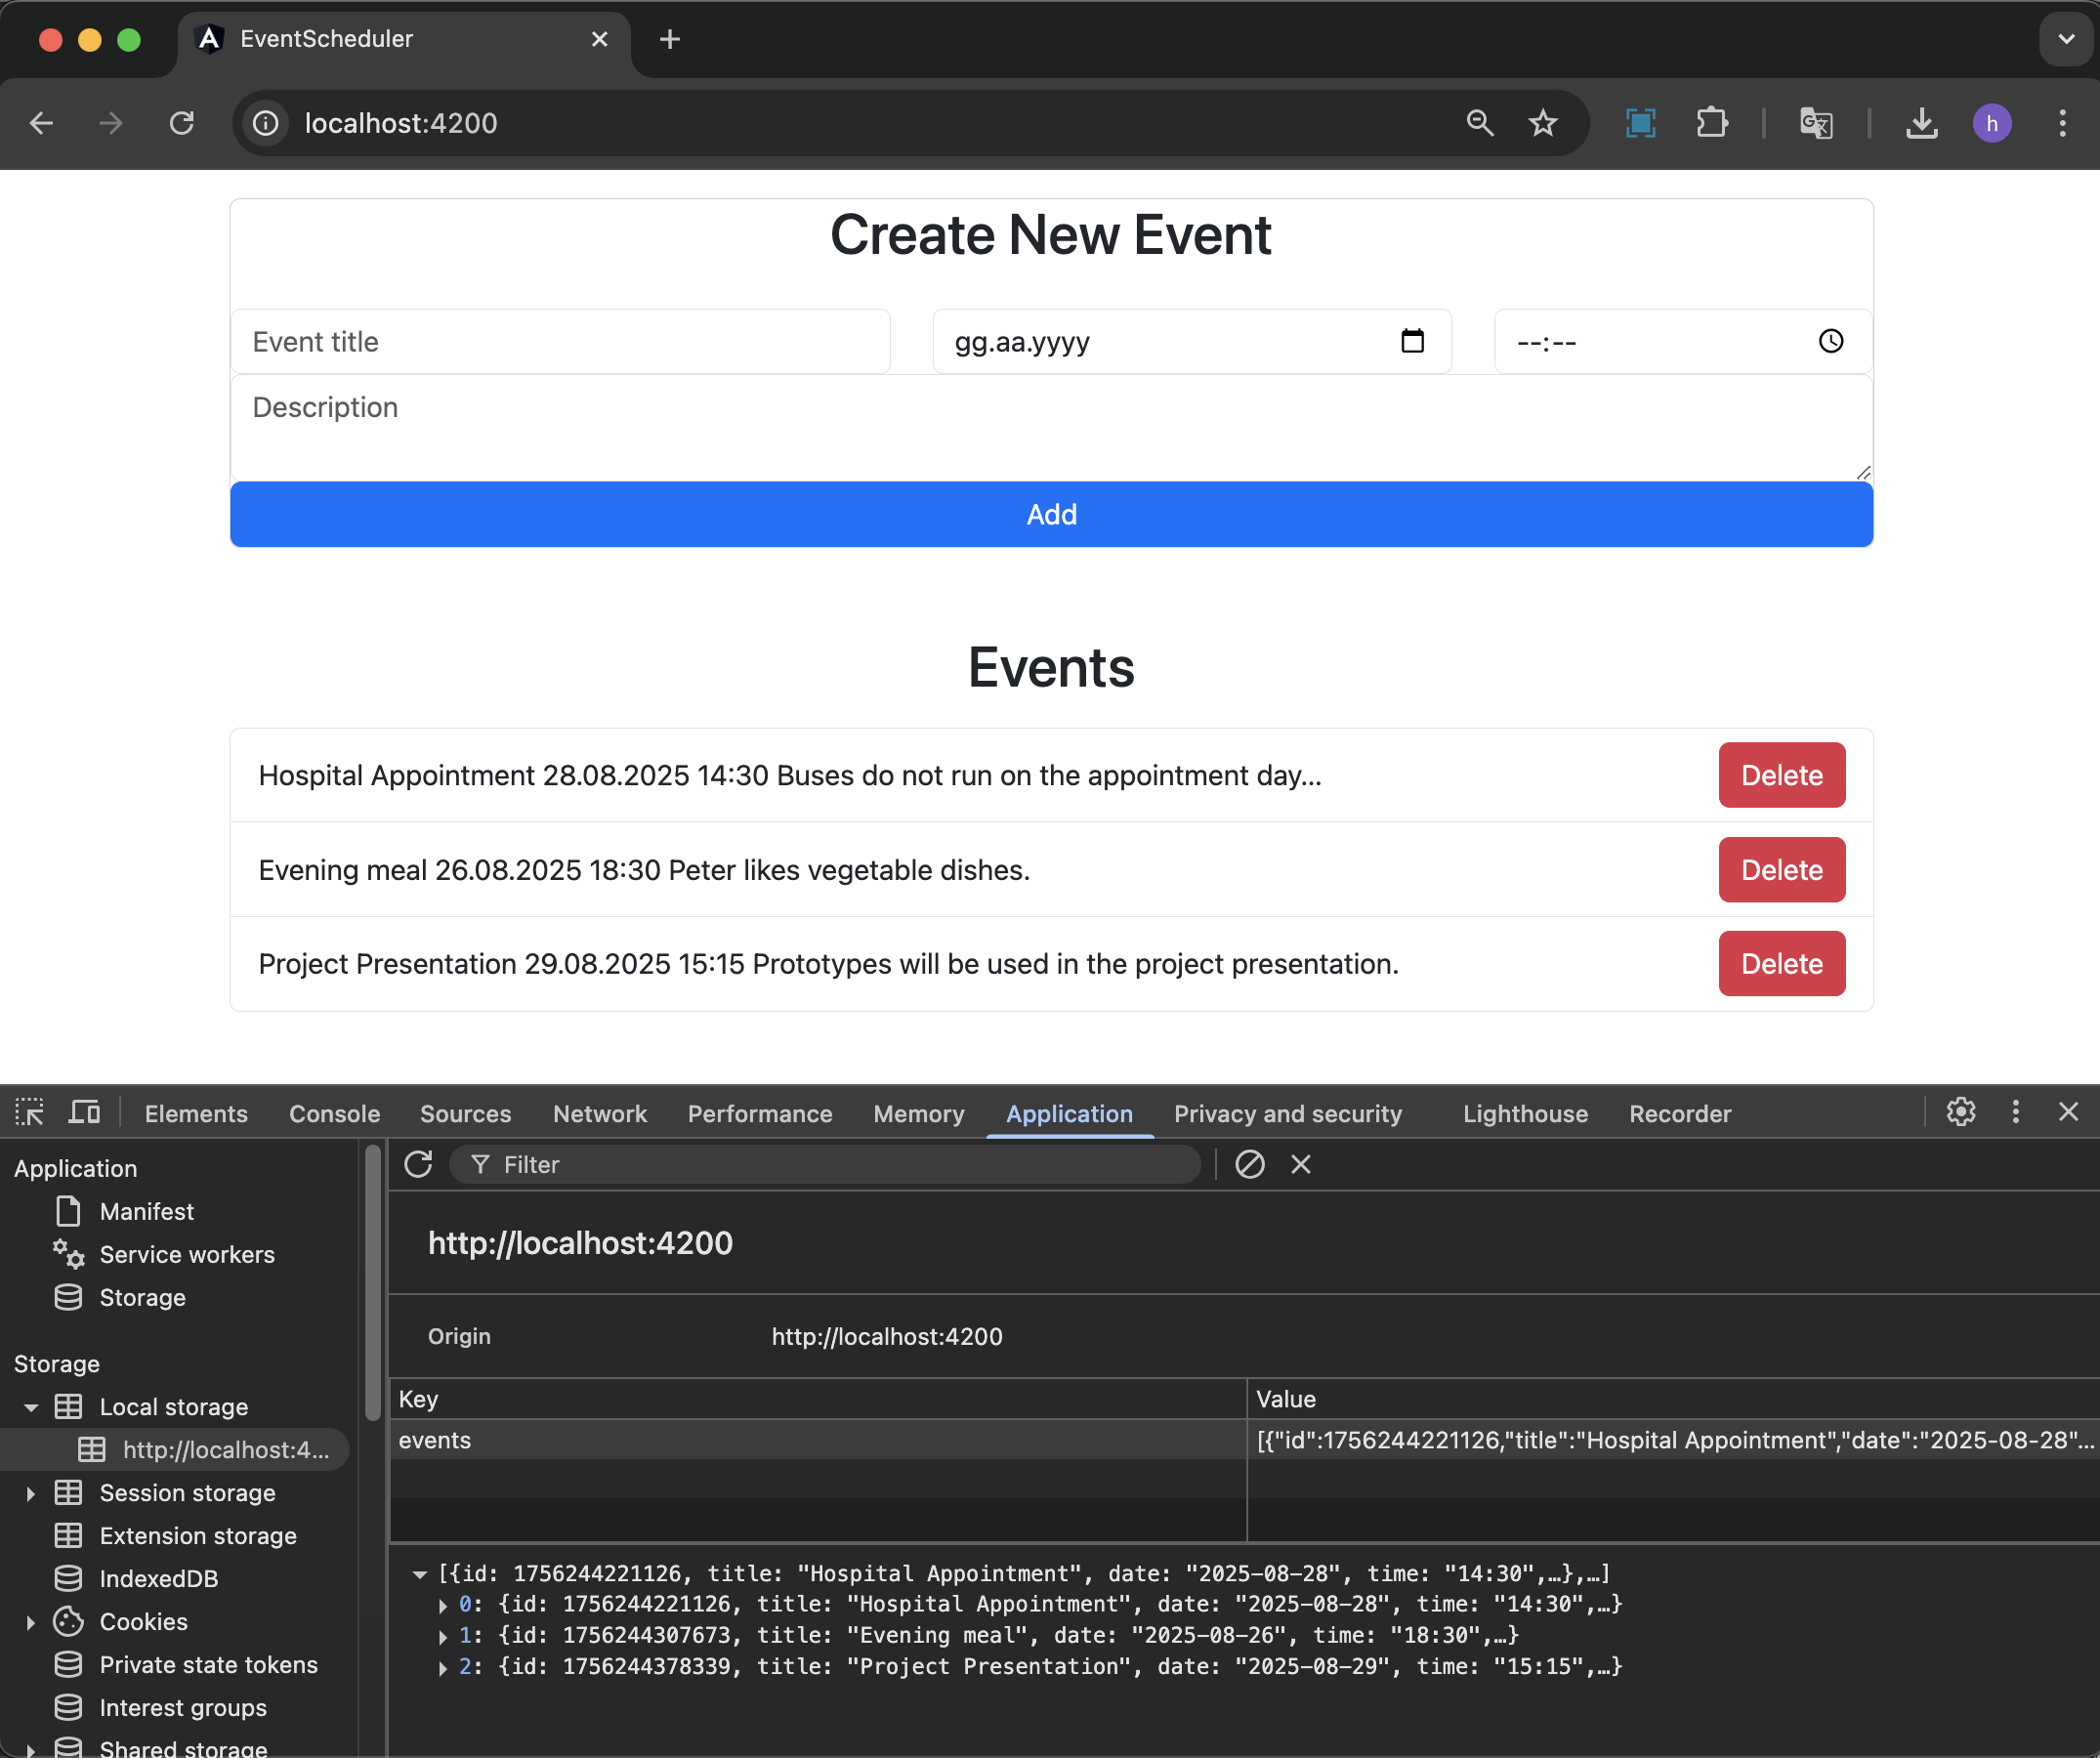 EventScheduler
localhost:4200
h
Create New Event
Event title
gg.aa.yyyy
--:--
Description
Add
Events
Hospital Appointment 28.08.2025 14:30 Buses do not run on the appointment day...
Delete
Evening meal 26.08.2025 18:30 Peter likes vegetable dishes.
Delete
Project Presentation 29.08.2025 15:15 Prototypes will be used in the project presentation.
Delete
Elements Console Sources Network Performance Memory Application Privacy and security Lighthouse Recorder
Application
Manifest
Service workers
Storage
Storage
Local storage
http://localhost:4...
Session storage
Extension storage
IndexedDB
Cookies
Private state tokens
Interest groups
Shared storage
Filter
http://localhost:4200
Origin http://localhost:4200
Key Value
events [{"id":1756244221126,"title":"Hospital Appointment","date":"2025-08-28"...
[{id: 1756244221126, title: "Hospital Appointment", date: "2025-08-28", time: "14:30",…},…]
0: {id: 1756244221126, title: "Hospital Appointment", date: "2025-08-28", time: "14:30",…}
1: {id: 1756244307673, title: "Evening meal", date: "2025-08-26", time: "18:30",…}
2: {id: 1756244378339, title: "Project Presentation", date: "2025-08-29", time: "15:15",…}